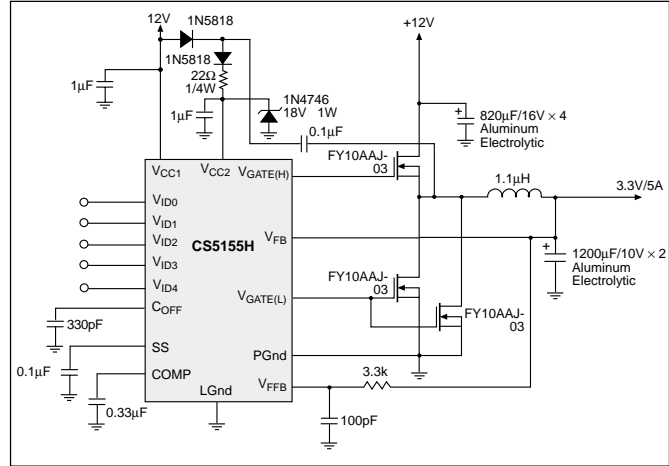 12V
1N5818
+12V
1N5818
22Ω
1/4W
1µF
1N4746
18V 1W
1µF
0.1µF
820µF/16V × 4
Aluminum
Electrolytic
FY10AAJ-
03
VCC1
VCC2
VGATE(H)
1.1µH
3.3V/5A
VID0
VID1
VID2
VID3
VID4
CS5155H
VFB
1200µF/10V × 2
Aluminum
Electrolytic
FY10AAJ-
03
VGATE(L)
FY10AAJ-
03
COFF
330pF
SS
PGnd
0.1µF
COMP
LGnd
VFFB
3.3k
0.33µF
100pF